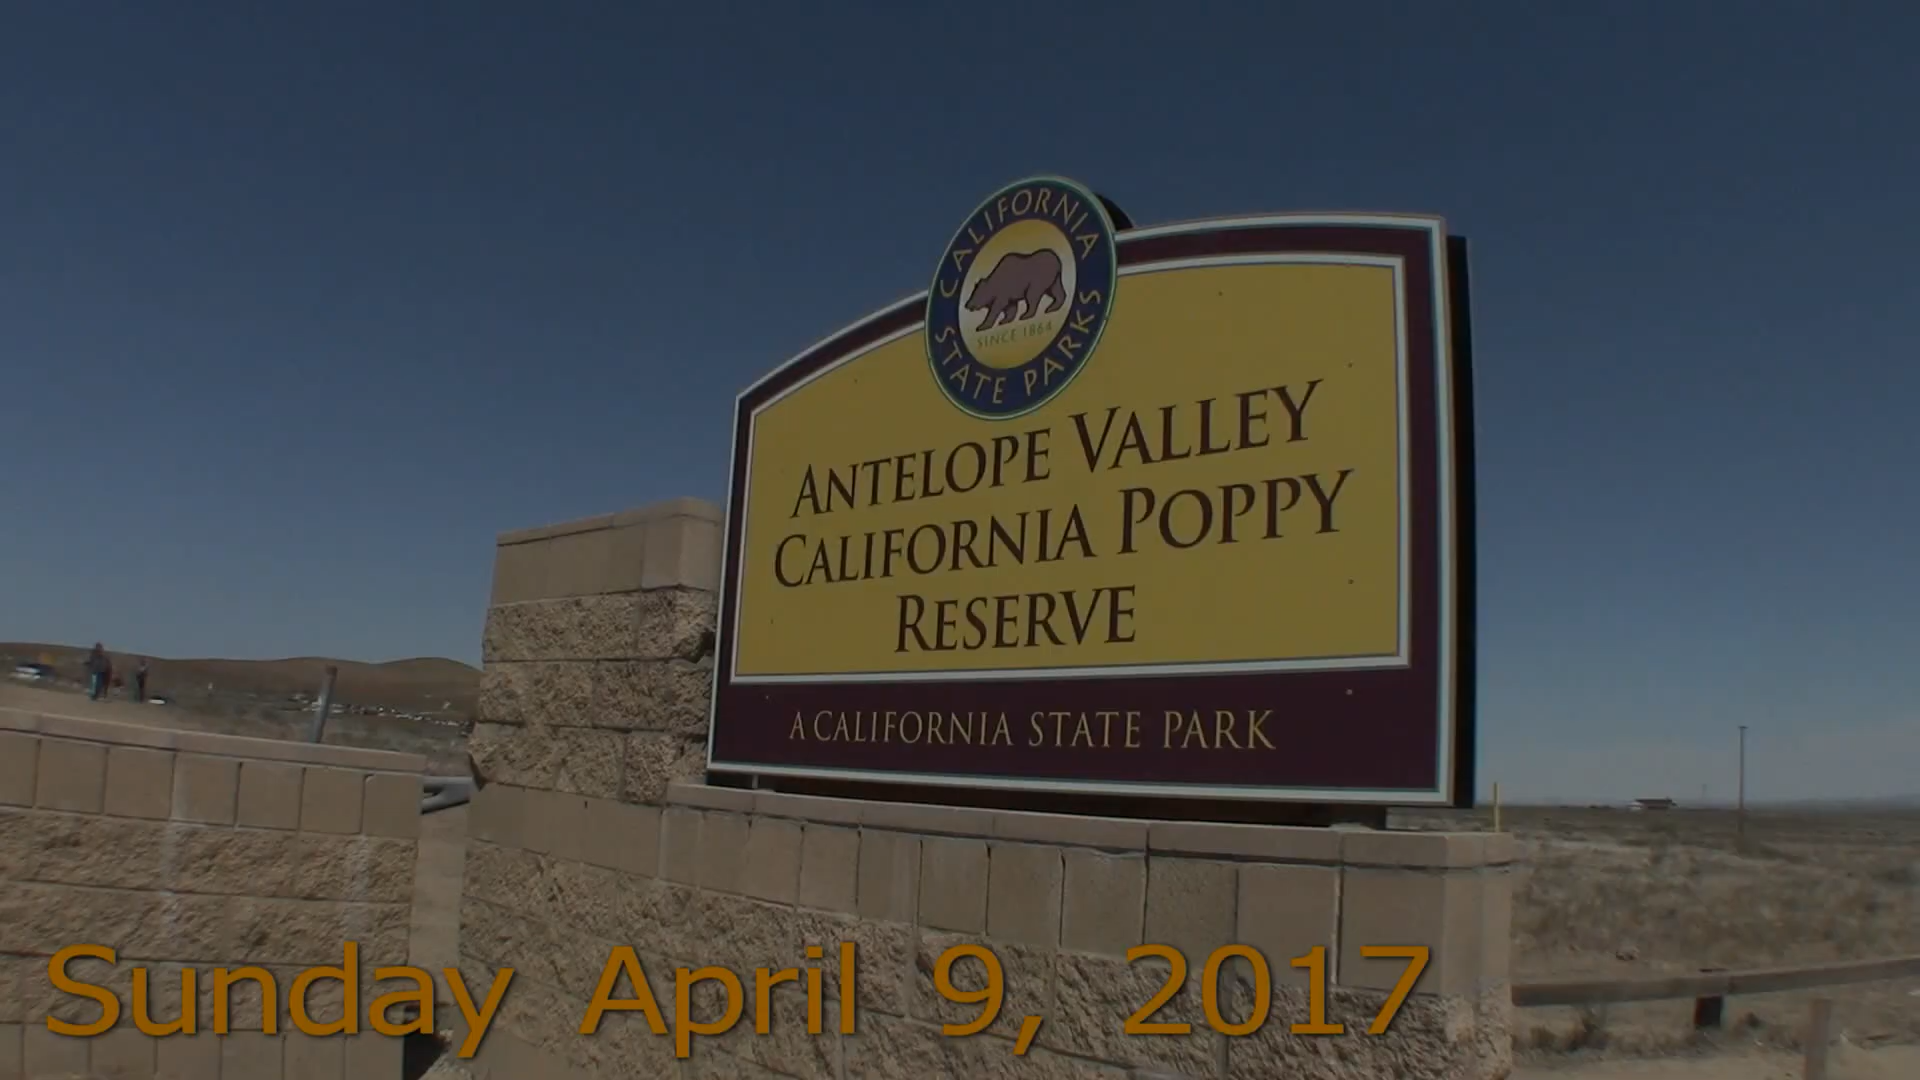 CALIFORNIA
SINCE 1864
STATE PARKS
ANTELOPE VALLEY
CALIFORNIA POPPY
RESERVE
A CALIFORNIA STATE PARK
Sunday April 9, 2017